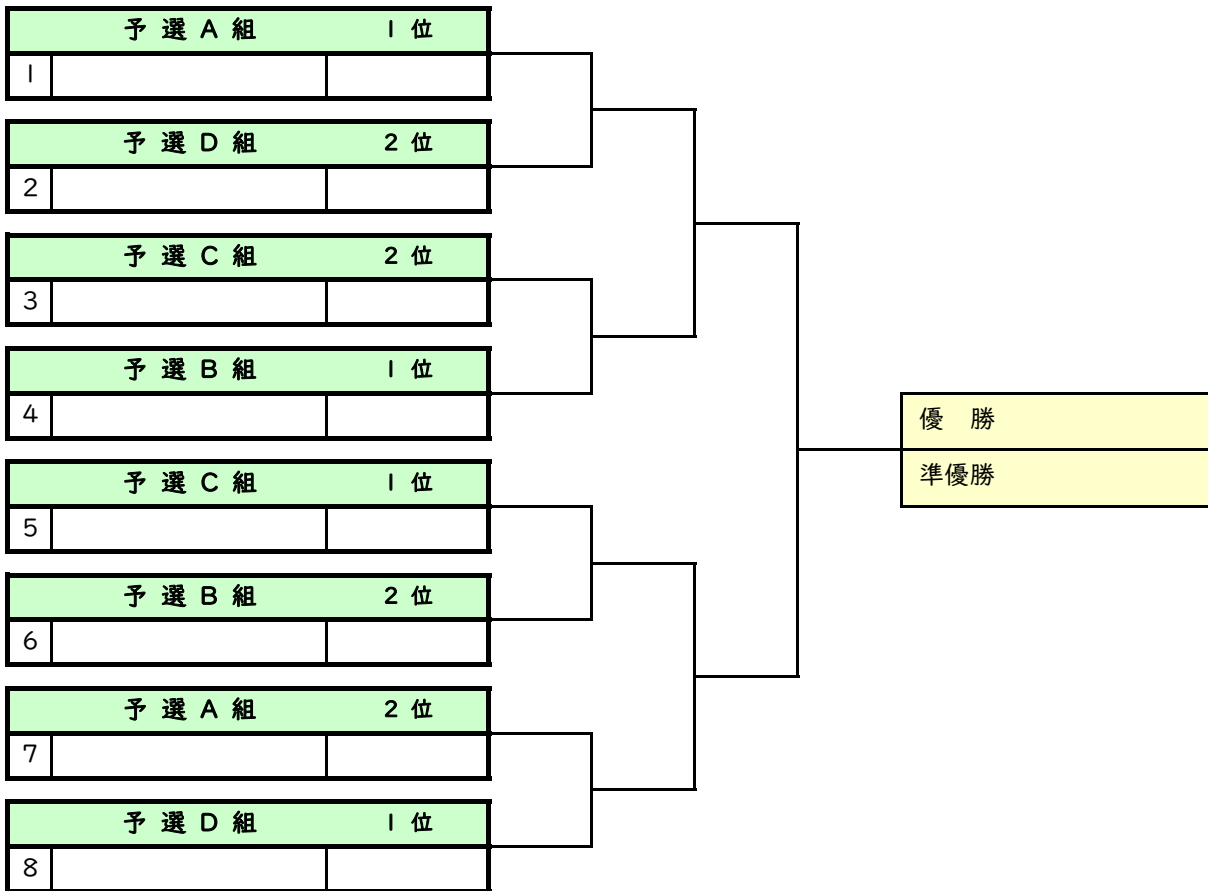 予 選 A 組 1 位
1
予 選 D 組 2 位
2
予 選 C 組 2 位
3
予 選 B 組 1 位
4
予 選 C 組 1 位
5
予 選 B 組 2 位
6
予 選 A 組 2 位
7
予 選 D 組 1 位
8
優　勝
準優勝